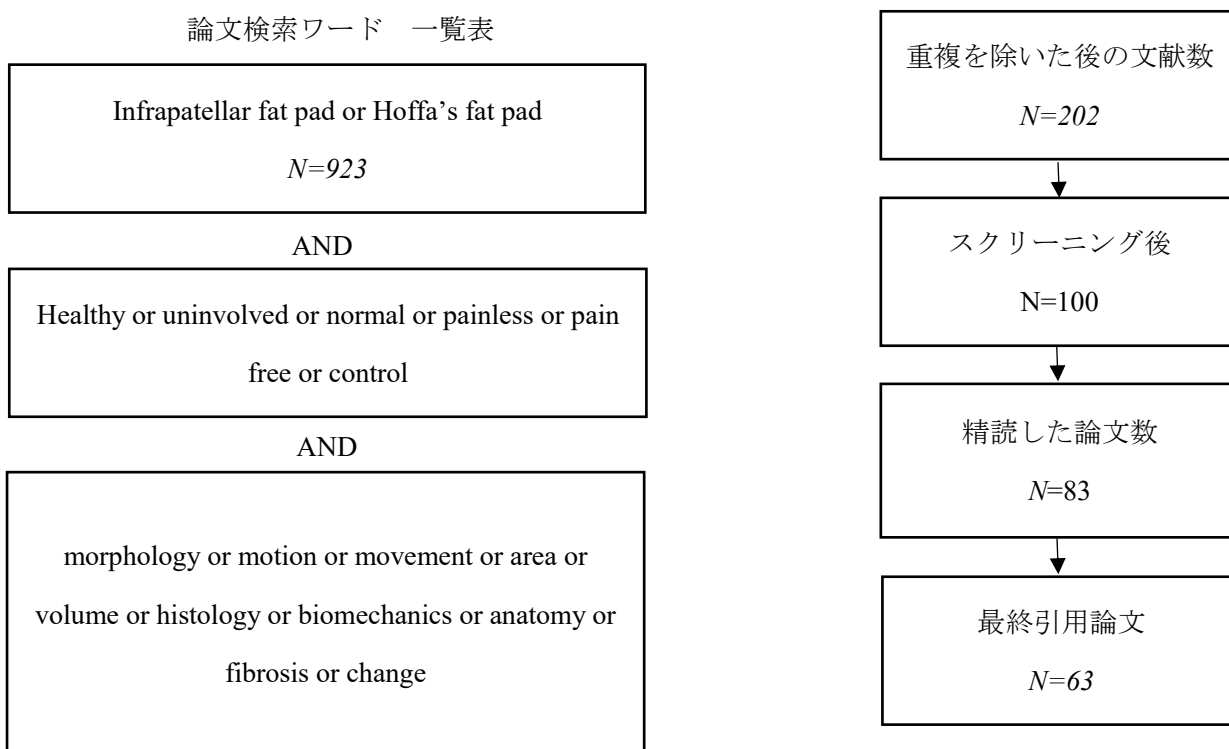 論文検索ワード　一覧表
Infrapatellar fat pad or Hoffa’s fat pad
N=923
AND
Healthy or uninvolved or normal or painless or pain
free or control
AND
morphology or motion or movement or area or
volume or histology or biomechanics or anatomy or
fibrosis or change
重複を除いた後の文献数
N=202
スクリーニング後
N=100
精読した論文数
N=83
最終引用論文
N=63